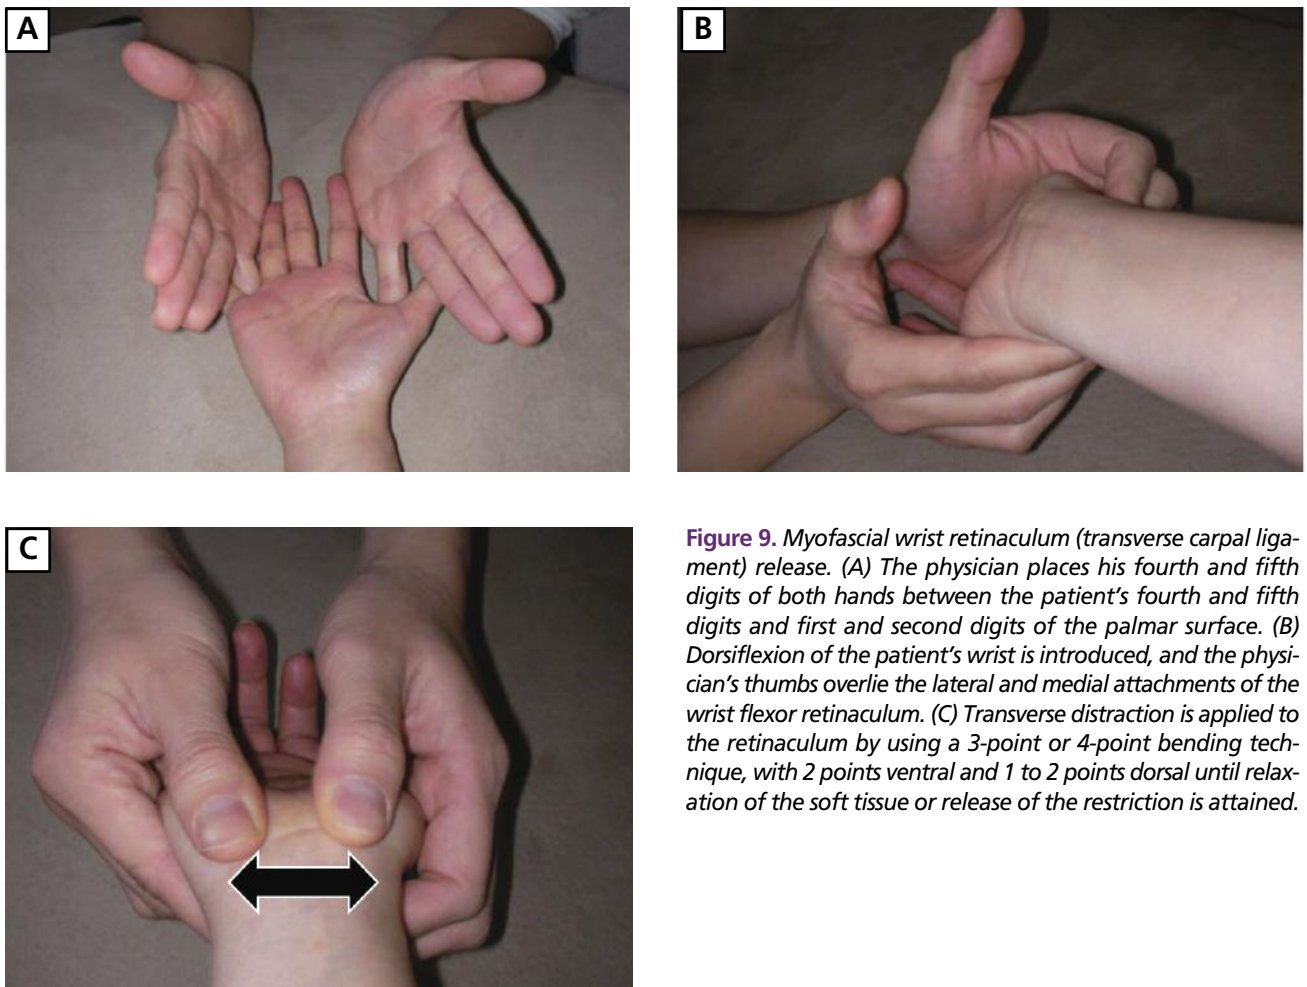 A
B
C
Figure 9. Myofascial wrist retinaculum (transverse carpal liga-
ment) release. (A) The physician places his fourth and fifth
digits of both hands between the patient's fourth and fifth
digits and first and second digits of the palmar surface. (B)
Dorsiflexion of the patient's wrist is introduced, and the physi-
cian's thumbs overlie the lateral and medial attachments of the
wrist flexor retinaculum. (C) Transverse distraction is applied to
the retinaculum by using a 3-point or 4-point bending tech-
nique, with 2 points ventral and 1 to 2 points dorsal until relax-
ation of the soft tissue or release of the restriction is attained.